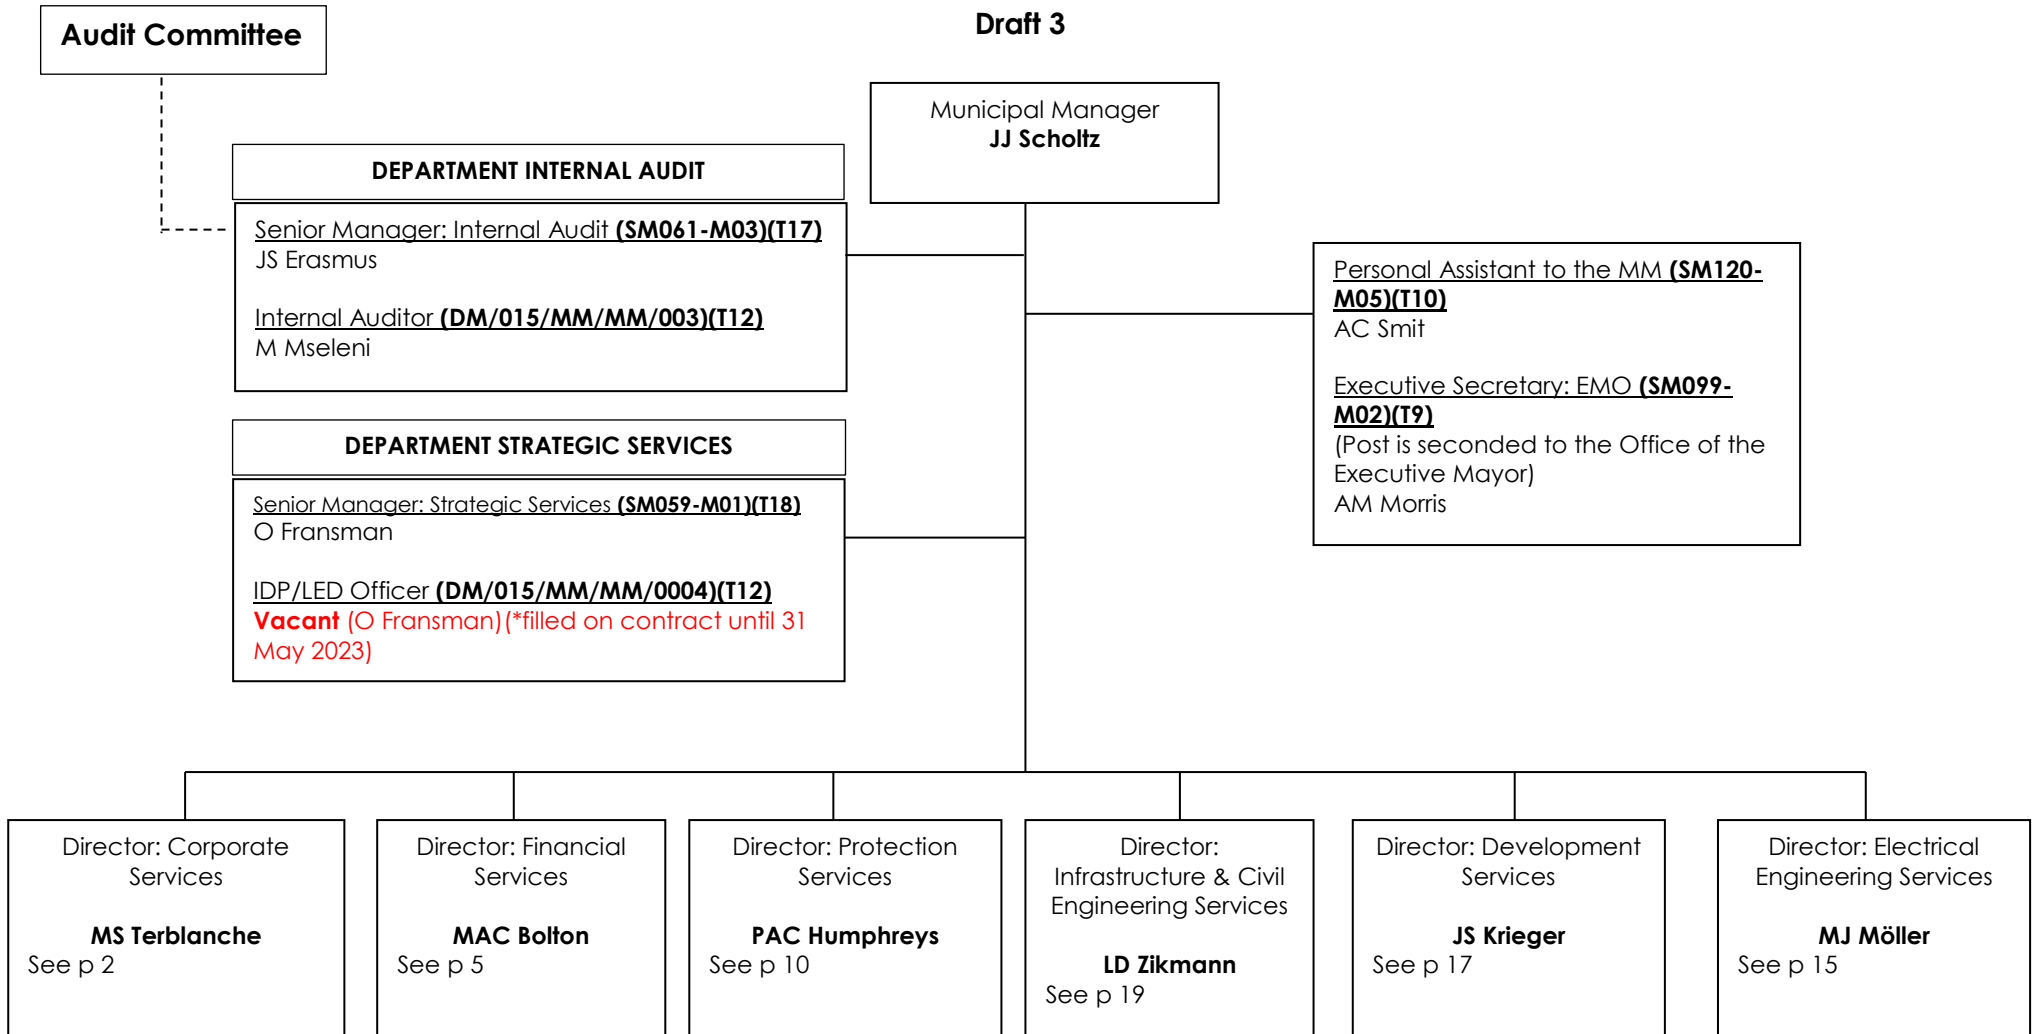 Draft 3
Audit Committee
Municipal Manager
JJ Scholtz
DEPARTMENT INTERNAL AUDIT
Senior Manager: Internal Audit (SM061-M03)(T17)
JS Erasmus
Internal Auditor (DM/015/MM/MM/003)(T12)
M Mseleni
Personal Assistant to the MM (SM120-
M05)(T10)
AC Smit
Executive Secretary: EMO (SM099-
M02)(T9)
(Post is seconded to the Office of the
Executive Mayor)
AM Morris
DEPARTMENT STRATEGIC SERVICES
Senior Manager: Strategic Services (SM059-M01)(T18)
O Fransman
IDP/LED Officer (DM/015/MM/MM/0004)(T12)
Vacant (O Fransman)(*filled on contract until 31
May 2023)
Director: Corporate
Services
MS Terblanche
See p 2
Director: Financial
Services
MAC Bolton
See p 5
Director: Protection
Services
PAC Humphreys
See p 10
Director:
Infrastructure & Civil
Engineering Services
LD Zikmann
See p 19
Director: Development
Services
JS Krieger
See p 17
Director: Electrical
Engineering Services
MJ Möller
See p 15